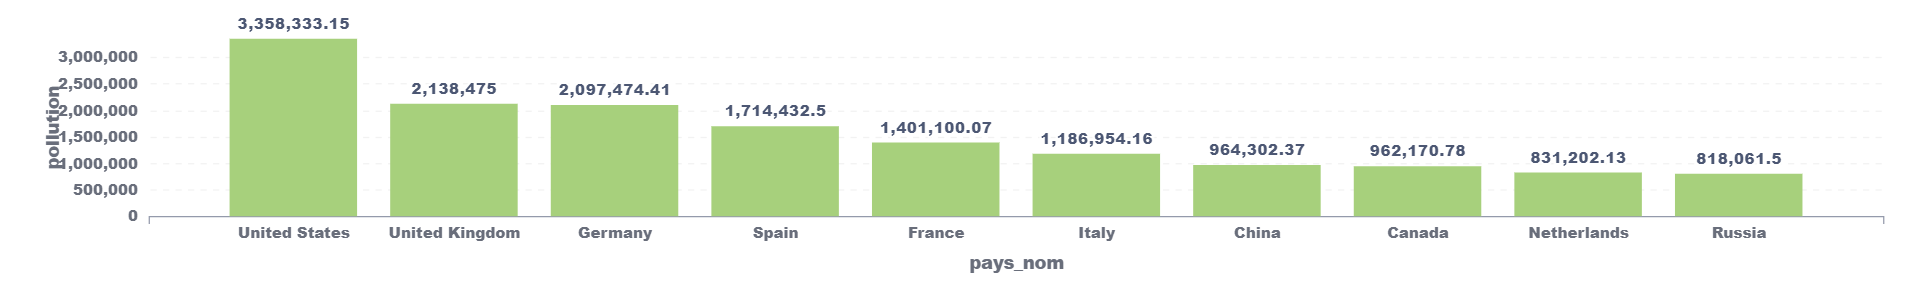 3,358,333.15
2,138,475
2,097,474.41
1,714,432.5
1,401,100.07
1,186,954.16
964,302.37
962,170.78
831,202.13
818,061.5
pollution
3,000,000
2,500,000
2,000,000
1,500,000
1,000,000
500,000
0
United States
United Kingdom
Germany
Spain
France
Italy
China
Canada
Netherlands
Russia
pays_nom